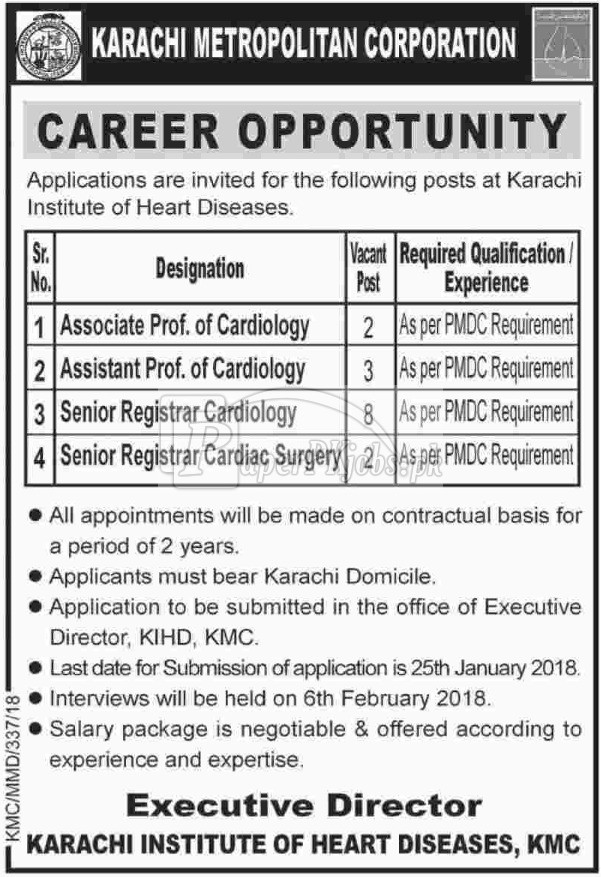 KARACHI METROPOLITAN CORPORATION
CAREER OPPORTUNITY
Applications are invited for the following posts at Karachi
Institute of Heart Diseases.
Sr. No. Designation Vacant Post Required Qualification / Experience
1 Associate Prof. of Cardiology 2 As per PMDC Requirement
2 Assistant Prof. of Cardiology 3 As per PMDC Requirement
3 Senior Registrar Cardiology 8 As per PMDC Requirement
4 Senior Registrar Cardiac Surgery 2 As per PMDC Requirement
PaperPKjobs.pk
● All appointments will be made on contractual basis for
a period of 2 years.
● Applicants must bear Karachi Domicile.
● Application to be submitted in the office of Executive
Director, KIHD, KMC.
● Last date for Submission of application is 25th January 2018.
● Interviews will be held on 6th February 2018.
● Salary package is negotiable & offered according to
experience and expertise.
KMC/MMD/337/18
Executive Director
KARACHI INSTITUTE OF HEART DISEASES, KMC